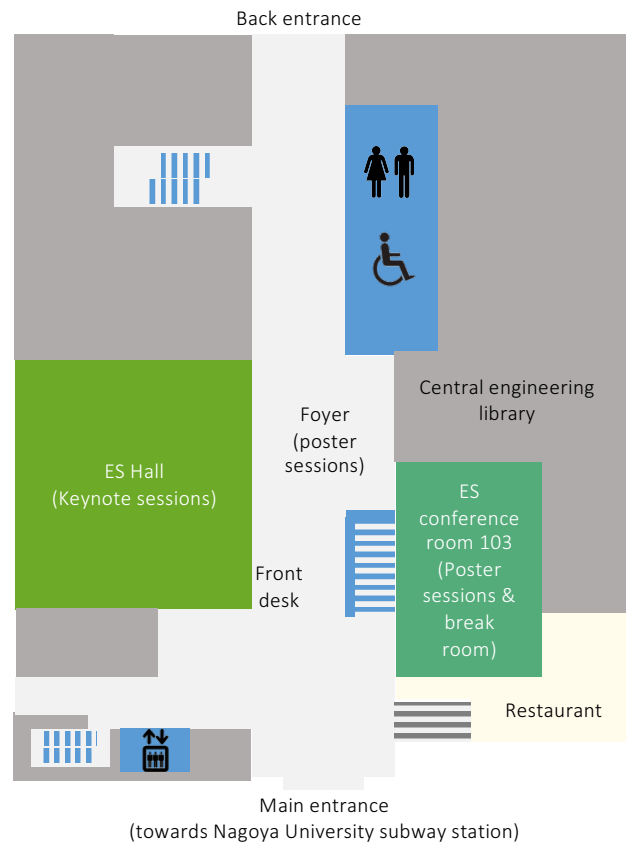 Back entrance
Central engineering
library
Foyer
(poster
sessions)
ES Hall
(Keynote sessions)
ES
conference
room 103
(Poster
sessions &
break
room)
Front
desk
Restaurant
Main entrance
(towards Nagoya University subway station)